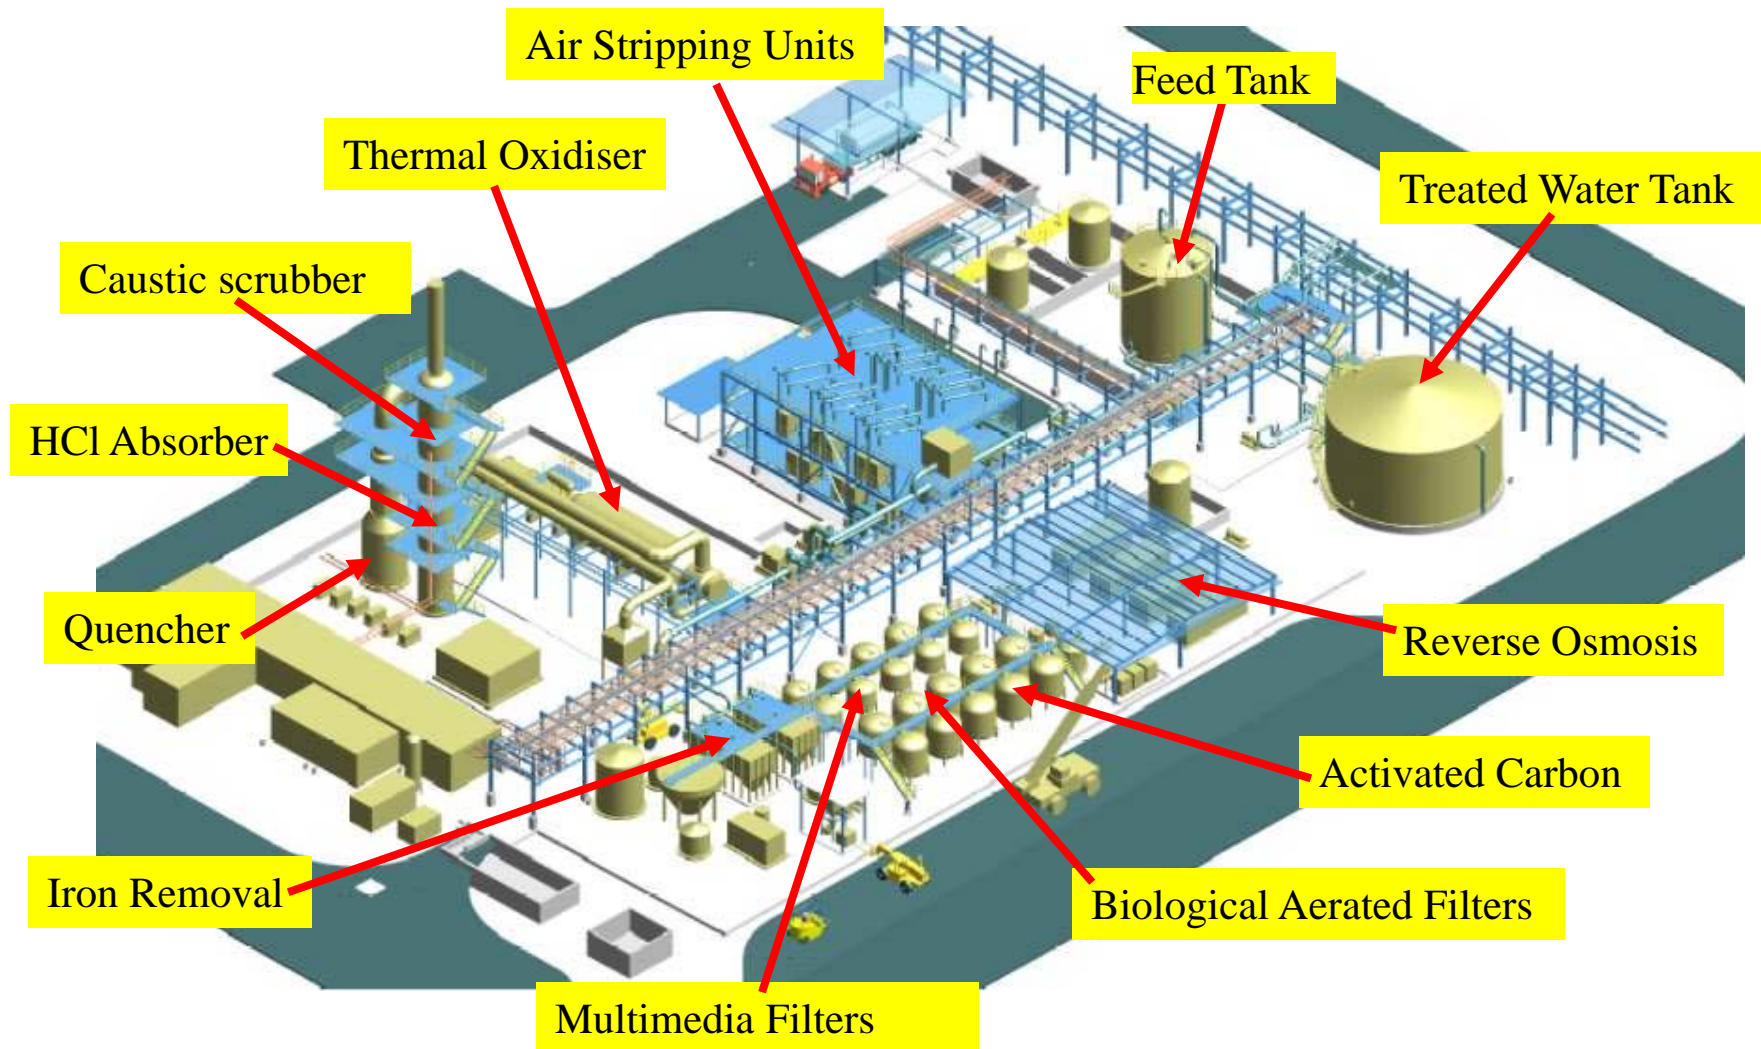 Air Stripping Units
Feed Tank
Thermal Oxidiser
Treated Water Tank
Caustic scrubber
HCl Absorber
Quencher
Reverse Osmosis
Activated Carbon
Iron Removal
Biological Aerated Filters
Multimedia Filters